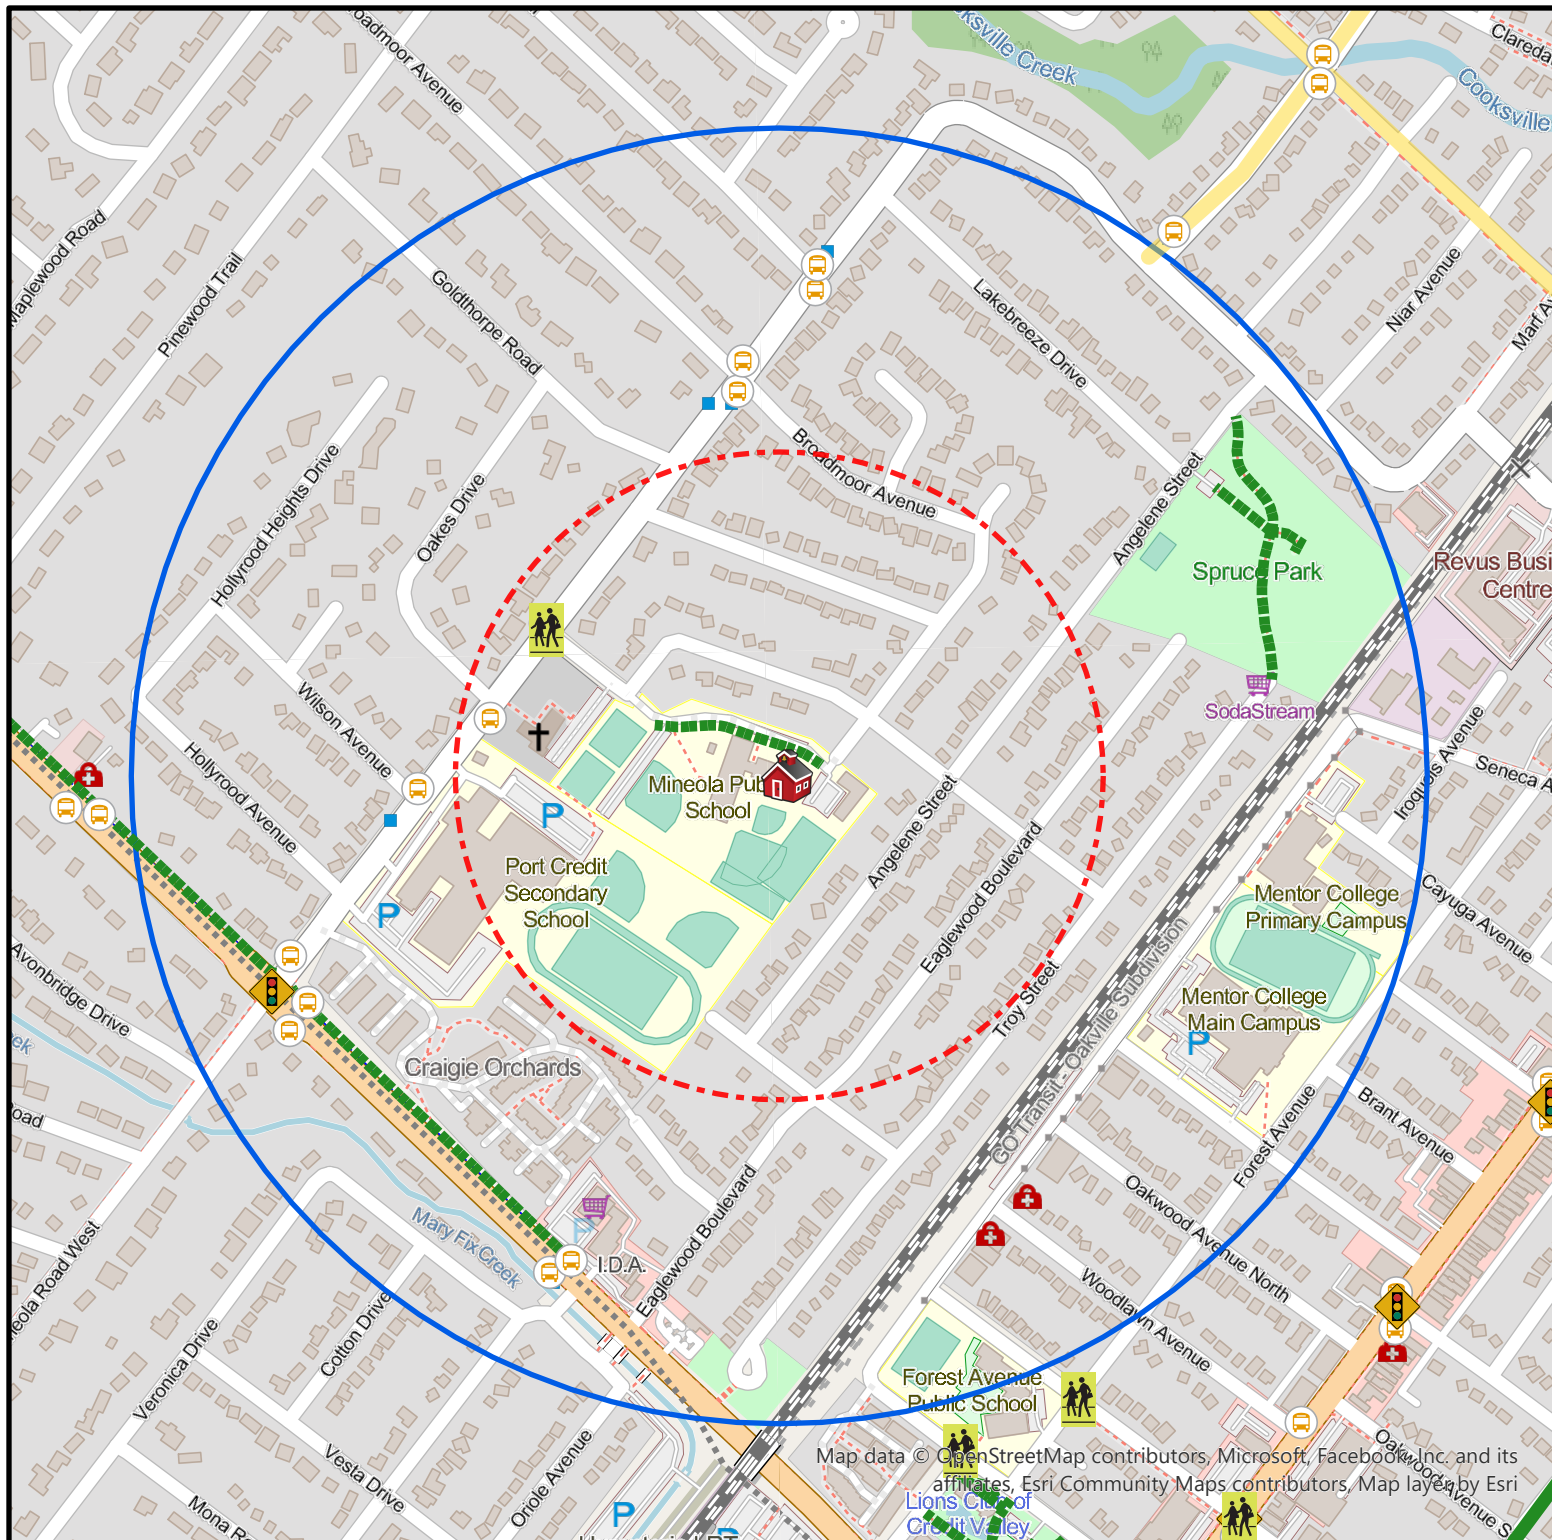 Cooksville Creek
Cooksville
Broadmoor Avenue
Maplewood Road
Pinewood Trail
Goldthorpe Road
Lakebreeze Drive
Niar Avenue
Hollyrood Heights Drive
Oakes Drive
Broadmoor Avenue
Angelene Street
Spruce Park
Revus Busi
Centre
SodaStream
Wilson Avenue
Hollyrood Avenue
Mineola Pub
School
Port Credit
Secondary
School
P
P
Angelene Street
Eaglewood Boulevard
Troy Street
GO Transit - Oakville Subdivision
Seneca A
Iroquois Avenue
Mentor College
Primary Campus
Cayuga Avenue
Mentor College
Main Campus
P
Avonbridge Drive
Craigie Orchards
Forest Avenue
Brant Avenue
Oakwood Avenue North
Woodlawn Avenue
Mary Fix Creek
P
I.D.A.
Eaglewood Boulevard
neola Road West
Veronica Drive
Cotton Drive
Vesta Drive
Oriole Avenue
Forest Avenue
Public School
Oakwood Avenue S
Map data © OpenStreetMap contributors, Microsoft, Facebook, Inc. and its
affiliates, Esri Community Maps contributors, Map layer by Esri
Lions Club of
Credit Valley
P